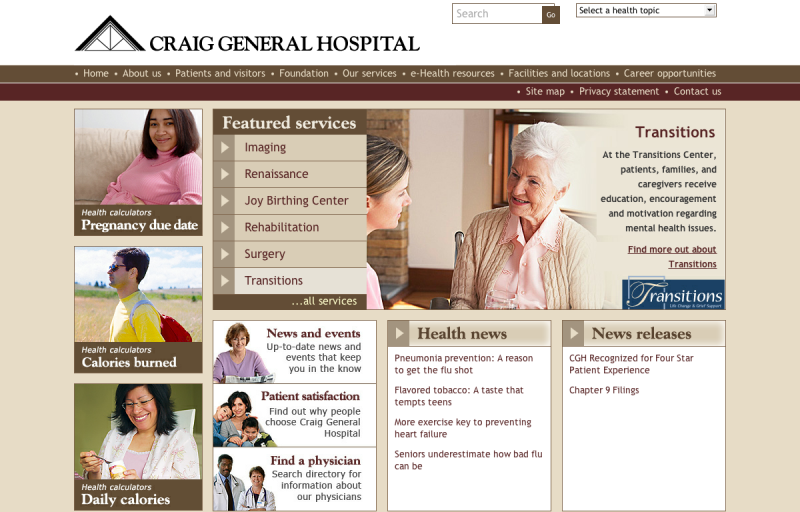 Search
Go
Select a health topic
CRAIG GENERAL HOSPITAL
• Home • About us • Patients and visitors • Foundation • Our services • e-Health resources • Facilities and locations • Career opportunities
• Site map • Privacy statement • Contact us
Health calculators
Pregnancy due date
Health calculators
Calories burned
Health calculators
Daily calories
Featured services
Imaging
Renaissance
Joy Birthing Center
Rehabilitation
Surgery
Transitions
...all services
Transitions
At the Transitions Center,
patients, families, and
caregivers receive
education, encouragement
and motivation regarding
mental health issues.
Find more out about
Transitions
Transitions
Life Change & Grief Support
News and events
Up-to-date news and
events that keep
you in the know
Patient satisfaction
Find out why people
choose Craig General
Hospital
Find a physician
Search directory for
information about
our physicians
Health news
Pneumonia prevention: A reason
to get the flu shot
Flavored tobacco: A taste that
tempts teens
More exercise key to preventing
heart failure
Seniors underestimate how bad flu
can be
News releases
CGH Recognized for Four Star
Patient Experience
Chapter 9 Filings